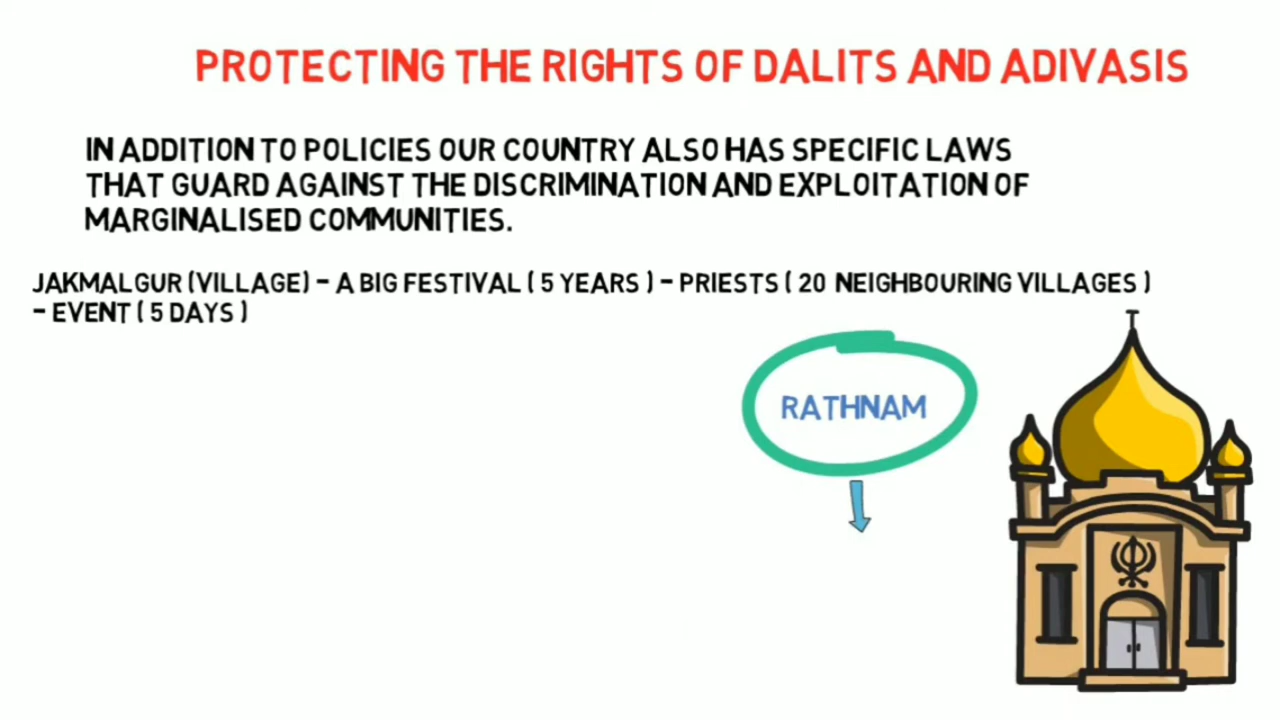 PROTECTING THE RIGHTS OF DALITS AND ADIVASIS
IN ADDITION TO POLICIES OUR COUNTRY ALSO HAS SPECIFIC LAWS
THAT GUARD AGAINST THE DISCRIMINATION AND EXPLOITATION OF
MARGINALISED COMMUNITIES.
JAKMALGUR (VILLAGE) - A BIG FESTIVAL ( 5 YEARS ) - PRIESTS ( 20 NEIGHBOURING VILLAGES )
- EVENT ( 5 DAYS )
RATHNAM